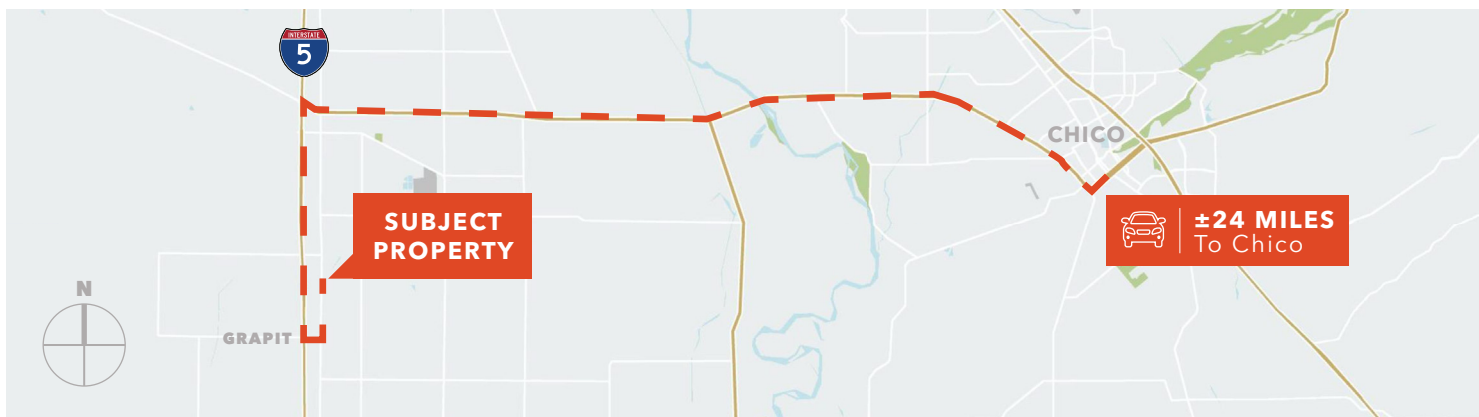 INTERSTATE
5
CHICO
SUBJECT
PROPERTY
±24 MILES
To Chico
N
GRAPIT